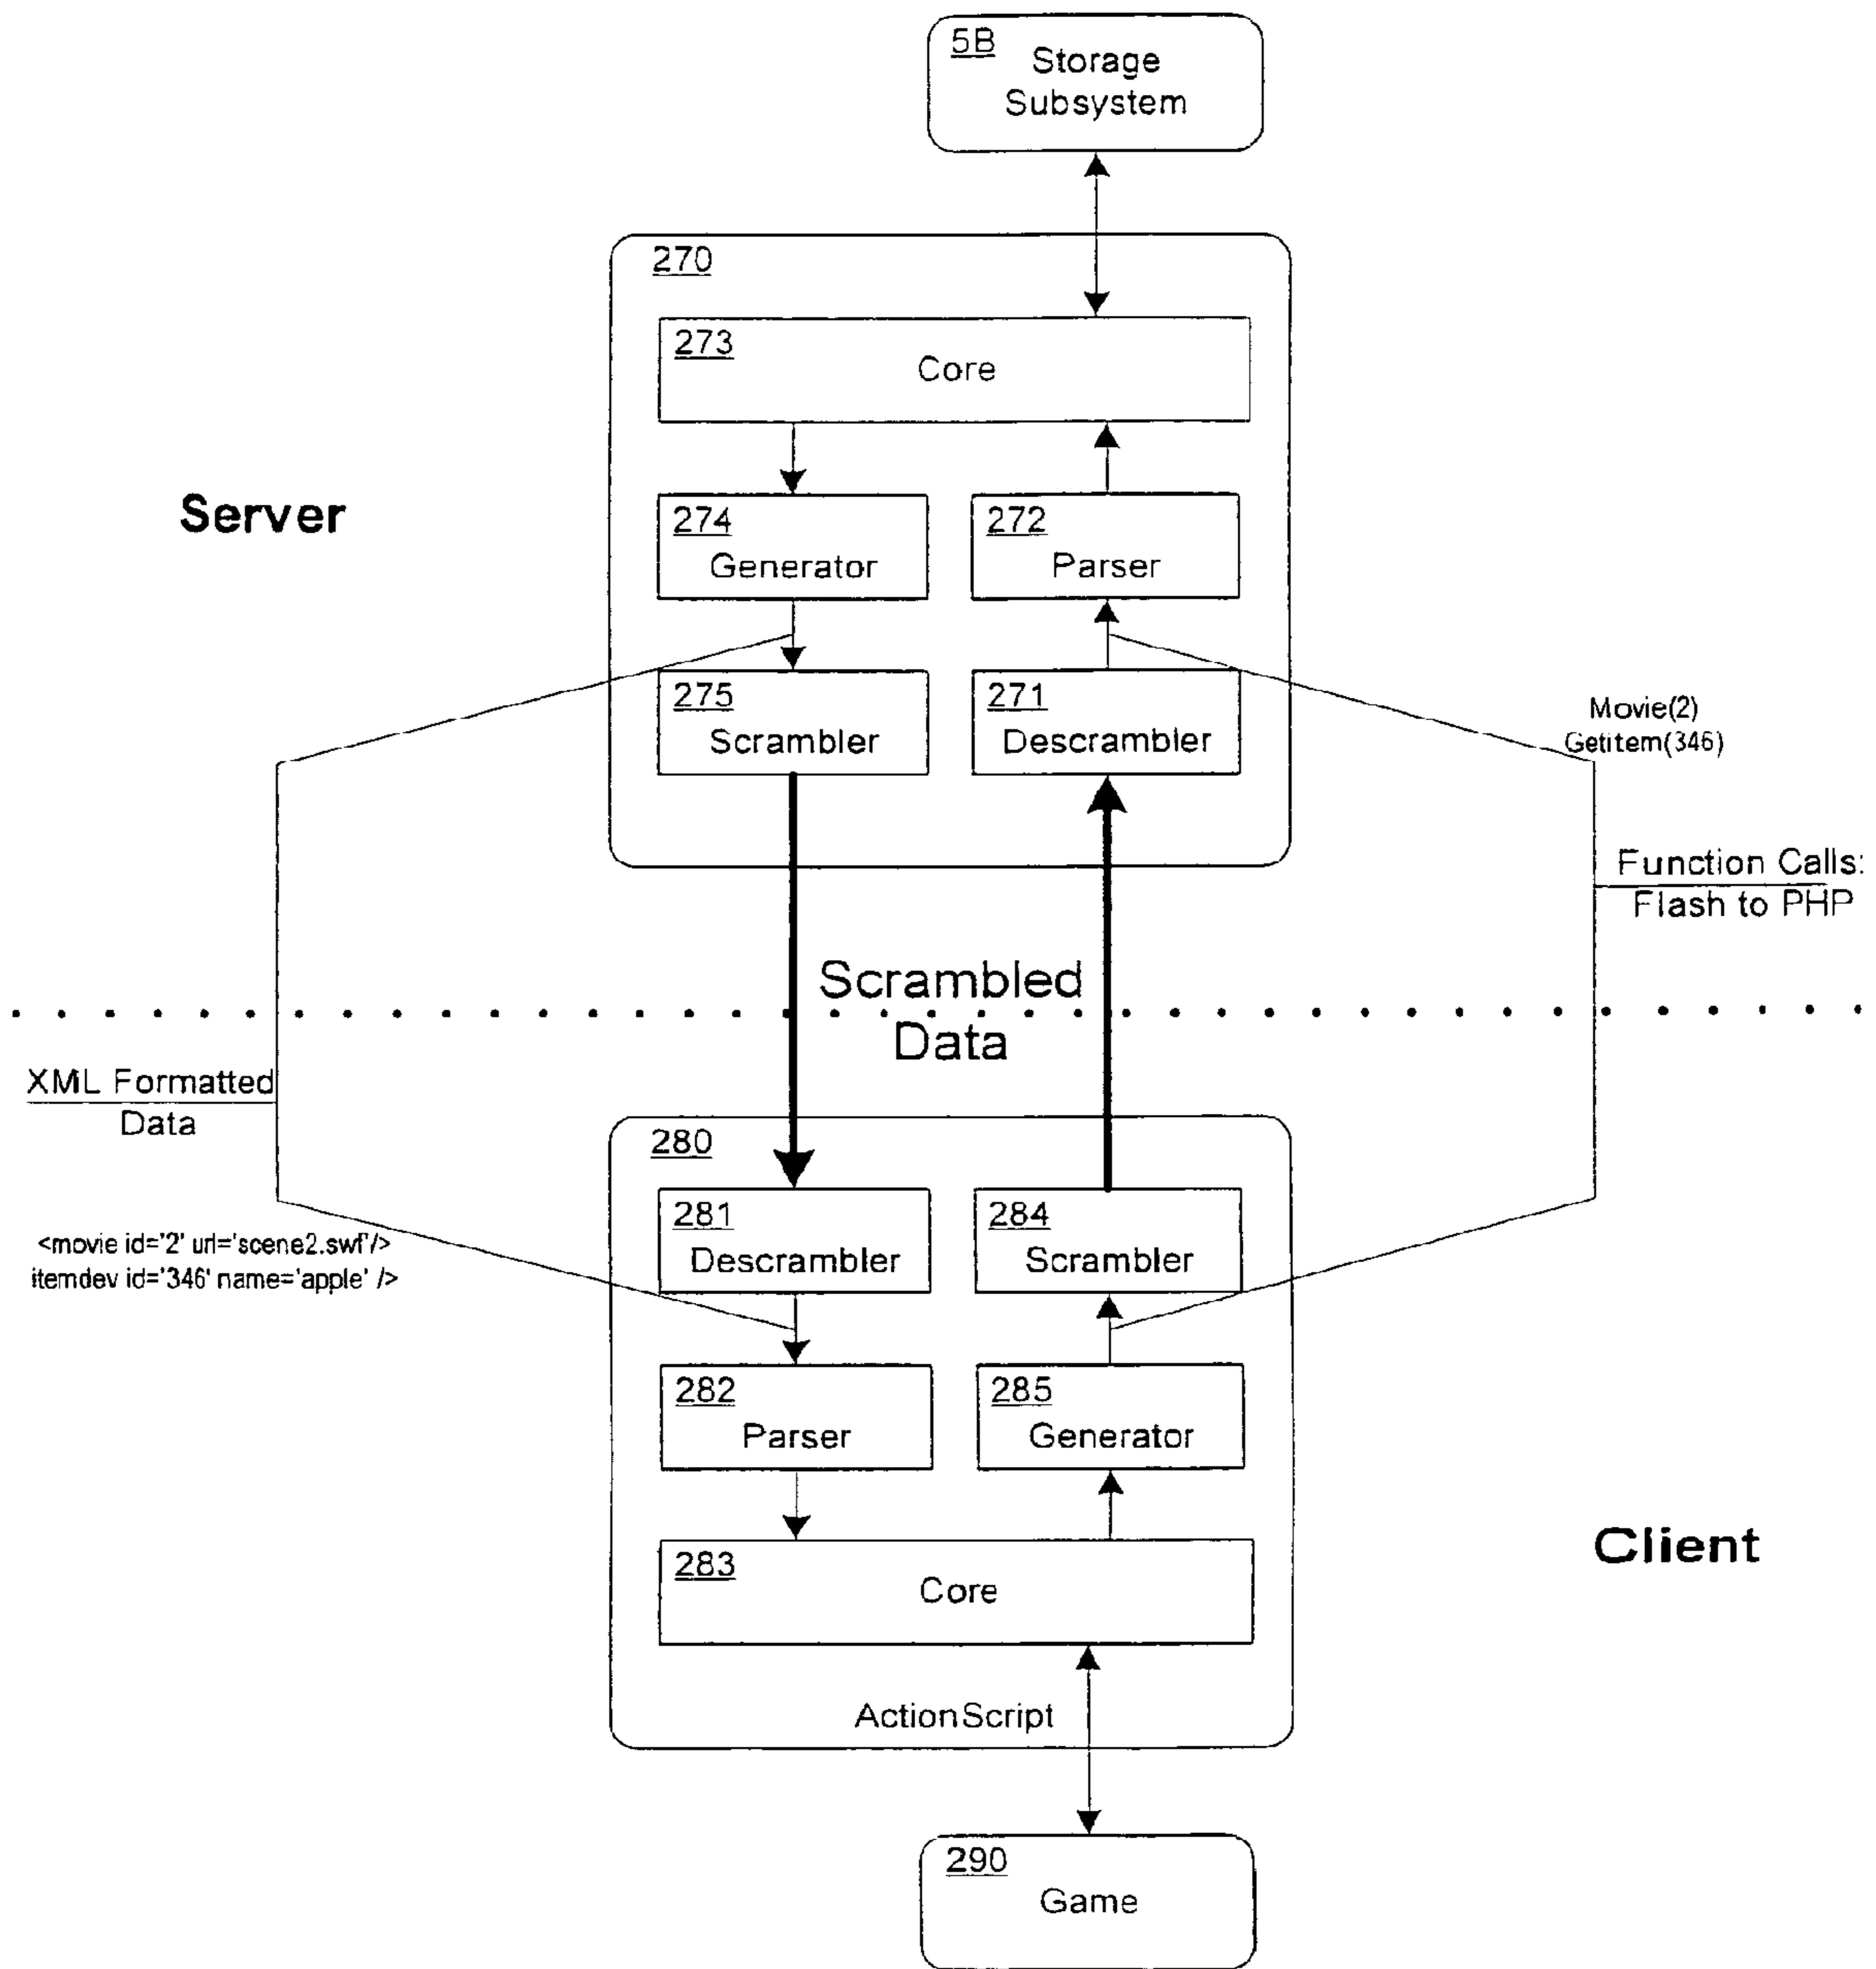 5B
Storage
Subsystem
270
273
Core
Server
274
Generator
272
Parser
275
Scrambler
271
Descrambler
Movie(2)
Getitem(346)
Function Calls:
Flash to PHP
Scrambled
Data
XML Formatted
Data
280
<movie id='2' url='scene2.swf'/>
itemdev id='346' name='apple' />
281
Descrambler
284
Scrambler
282
Parser
285
Generator
283
Core
Client
ActionScript
290
Game